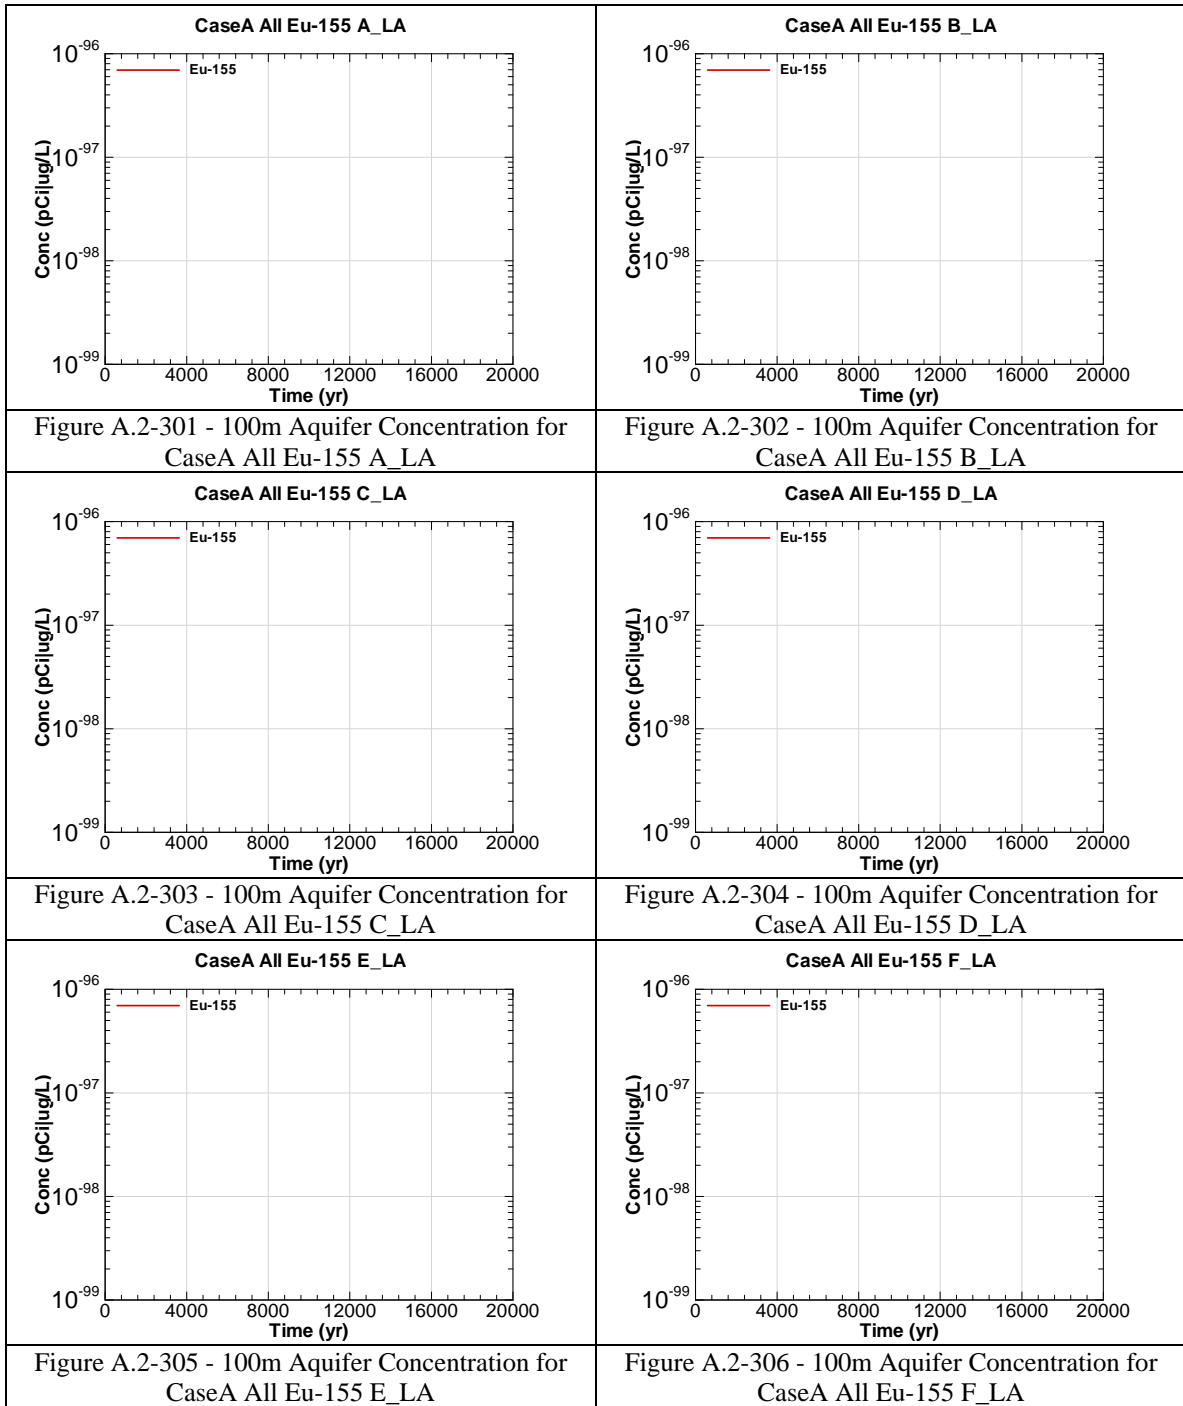 CaseA All Eu-155 A_LA
10^-96
Eu-155
10^-97
10^-98
10^-99
Conc (pCi|ug/L)
0 4000 8000 12000 16000 20000
Time (yr)
Figure A.2-301 - 100m Aquifer Concentration for
CaseA All Eu-155 A_LA
CaseA All Eu-155 B_LA
10^-96
Eu-155
10^-97
10^-98
10^-99
Conc (pCi|ug/L)
0 4000 8000 12000 16000 20000
Time (yr)
Figure A.2-302 - 100m Aquifer Concentration for
CaseA All Eu-155 B_LA
CaseA All Eu-155 C_LA
10^-96
Eu-155
10^-97
10^-98
10^-99
Conc (pCi|ug/L)
0 4000 8000 12000 16000 20000
Time (yr)
Figure A.2-303 - 100m Aquifer Concentration for
CaseA All Eu-155 C_LA
CaseA All Eu-155 D_LA
10^-96
Eu-155
10^-97
10^-98
10^-99
Conc (pCi|ug/L)
0 4000 8000 12000 16000 20000
Time (yr)
Figure A.2-304 - 100m Aquifer Concentration for
CaseA All Eu-155 D_LA
CaseA All Eu-155 E_LA
10^-96
Eu-155
10^-97
10^-98
10^-99
Conc (pCi|ug/L)
0 4000 8000 12000 16000 20000
Time (yr)
Figure A.2-305 - 100m Aquifer Concentration for
CaseA All Eu-155 E_LA
CaseA All Eu-155 F_LA
10^-96
Eu-155
10^-97
10^-98
10^-99
Conc (pCi|ug/L)
0 4000 8000 12000 16000 20000
Time (yr)
Figure A.2-306 - 100m Aquifer Concentration for
CaseA All Eu-155 F_LA